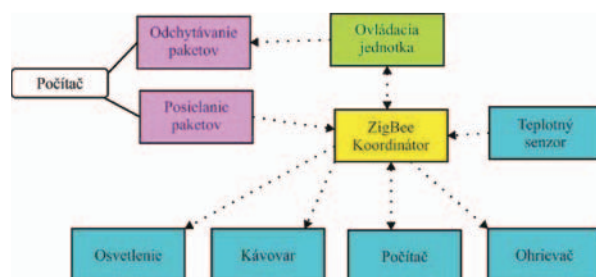 Odchytávanie
paketov
Ovládacia
jednotka
Počítač
Posielanie
paketov
ZigBee
Koordinátor
Teplotný
senzor
Osvetlenie
Kávovar
Počítač
Ohrievač